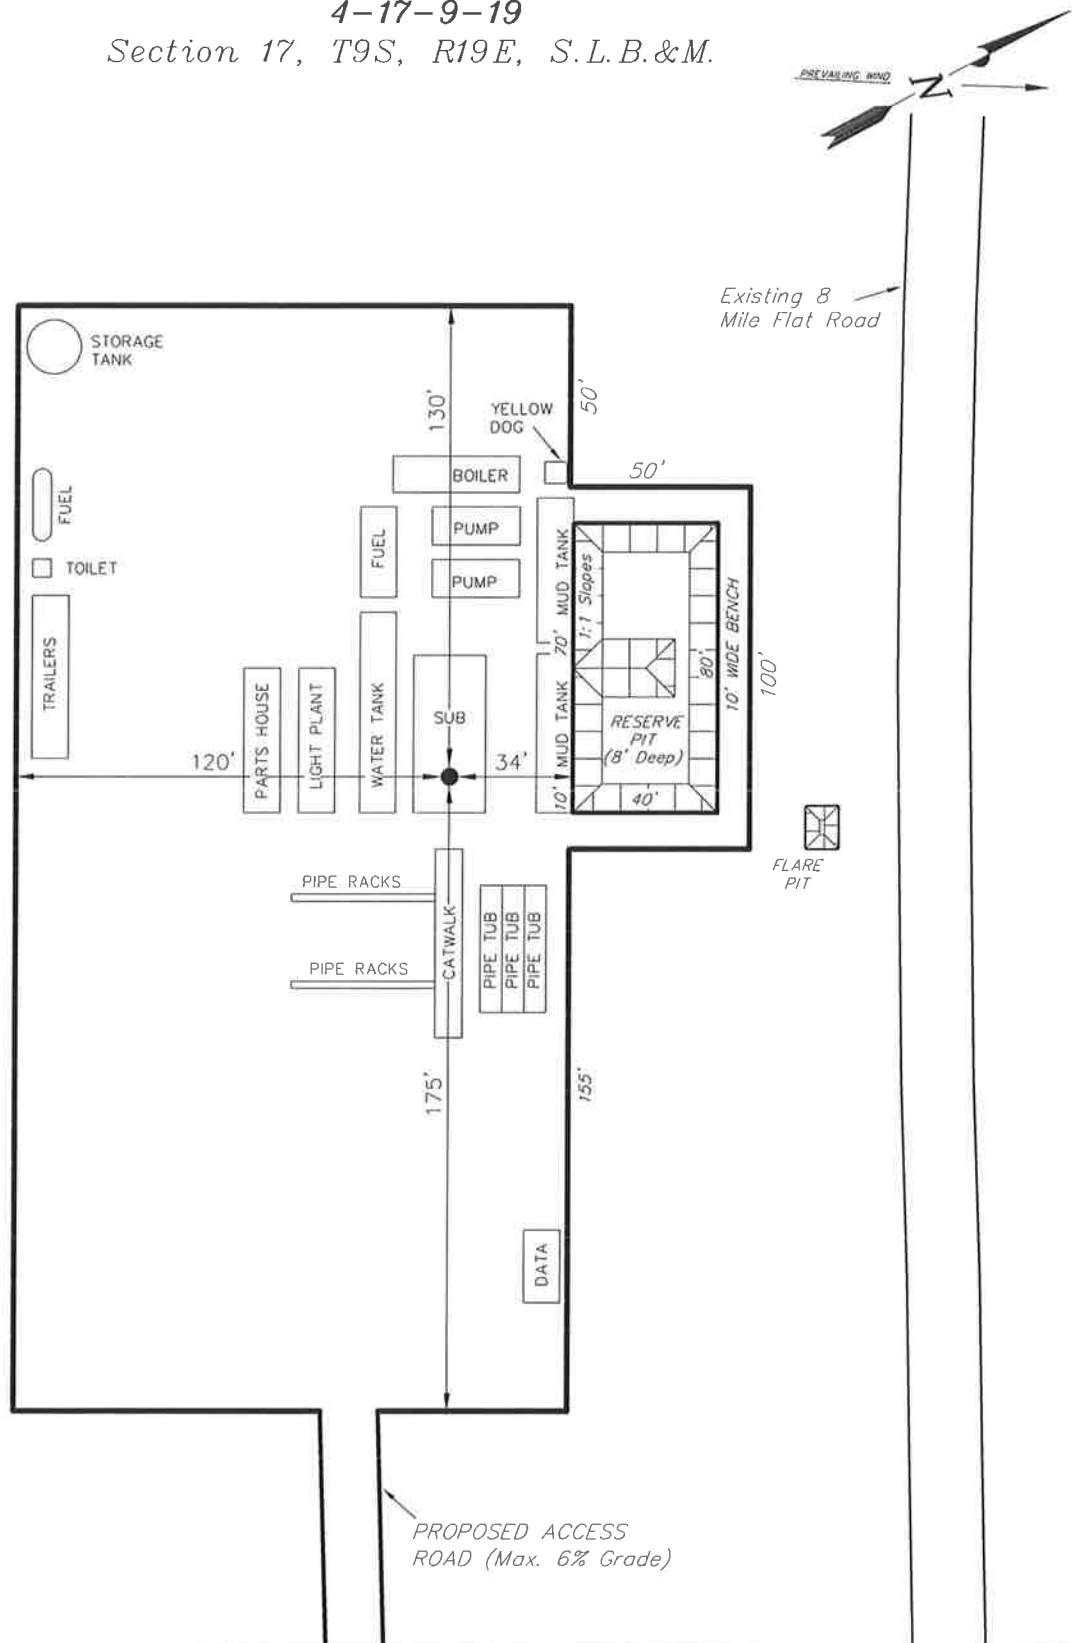 4-17-9-19
Section 17, T9S, R19E, S.L.B.&M.
PREVAILING WIND
N
Existing 8
Mile Flat Road
STORAGE
TANK
130'
YELLOW
DOG
50'
50'
BOILER
FUEL
FUEL
PUMP
MUD TANK
1:1 Slopes
TOILET
PUMP
10' WIDE BENCH
TRAILERS
70'
80'
100'
PARTS HOUSE
LIGHT PLANT
WATER TANK
SUB
MUD TANK
RESERVE
PIT
(8' Deep)
120'
34'
10'
40'
FLARE
PIT
PIPE RACKS
CATWALK
PIPE TUB
PIPE TUB
PIPE TUB
PIPE RACKS
175'
155'
DATA
PROPOSED ACCESS
ROAD (Max. 6% Grade)